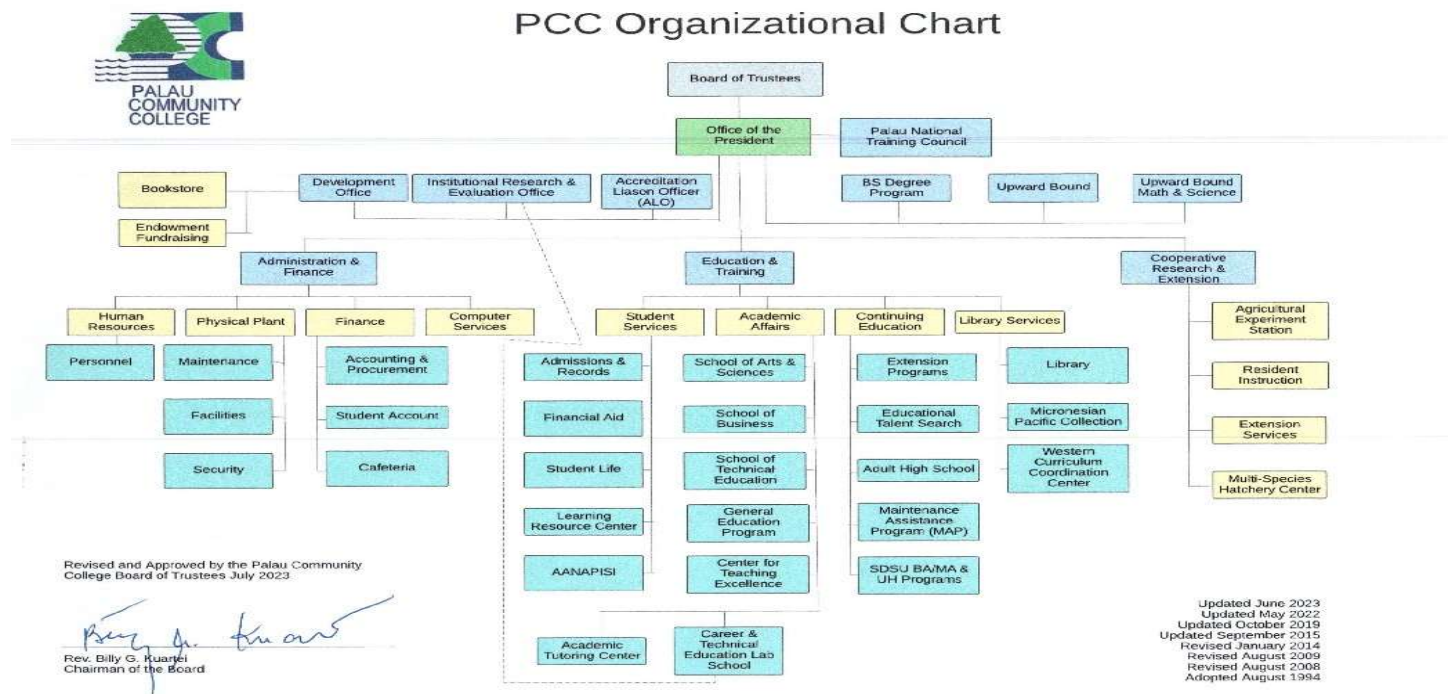 PCC Organizational Chart
PALAU
COMMUNITY
COLLEGE
Board of Trustees
Office of the
President
Palau National
Training Council
Bookstore
Development
Office
Institutional Research &
Evaluation Office
Accreditation
Liason Officer
(ALO)
BS Degree
Program
Upward Bound
Upward Bound
Math & Science
Endowment
Fundraising
Administration &
Finance
Education &
Training
Cooperative
Research &
Extension
Human
Resources
Physical Plant
Finance
Computer
Services
Student
Services
Academic
Affairs
Continuing
Education
Library Services
Agricultural
Experiment
Station
Personnel
Maintenance
Accounting &
Procurement
Admissions &
Records
School of Arts &
Sciences
Extension
Programs
Library
Resident
Instruction
Facilities
Student Account
Financial Aid
School of
Business
Educational
Talent Search
Micronesian
Pacific Collection
Extension
Services
Security
Cafeteria
Student Life
School of
Technical
Education
Adult High School
Western
Curriculum
Coordination
Center
Multi-Species
Hatchery Center
Learning
Resource Center
General
Education
Program
Maintenance
Assistance
Program (MAP)
AANAPISI
Center for
Teaching
Excellence
SDSU BA/MA &
UH Programs
Academic
Tutoring Center
Career &
Technical
Education Lab
School
Revised and Approved by the Palau Community
College Board of Trustees July 2023
Rev. Billy G. Kuartei
Chairman of the Board
Updated June 2023
Updated May 2022
Updated October 2019
Updated September 2015
Revised January 2014
Revised August 2009
Revised August 2008
Adopted August 1994